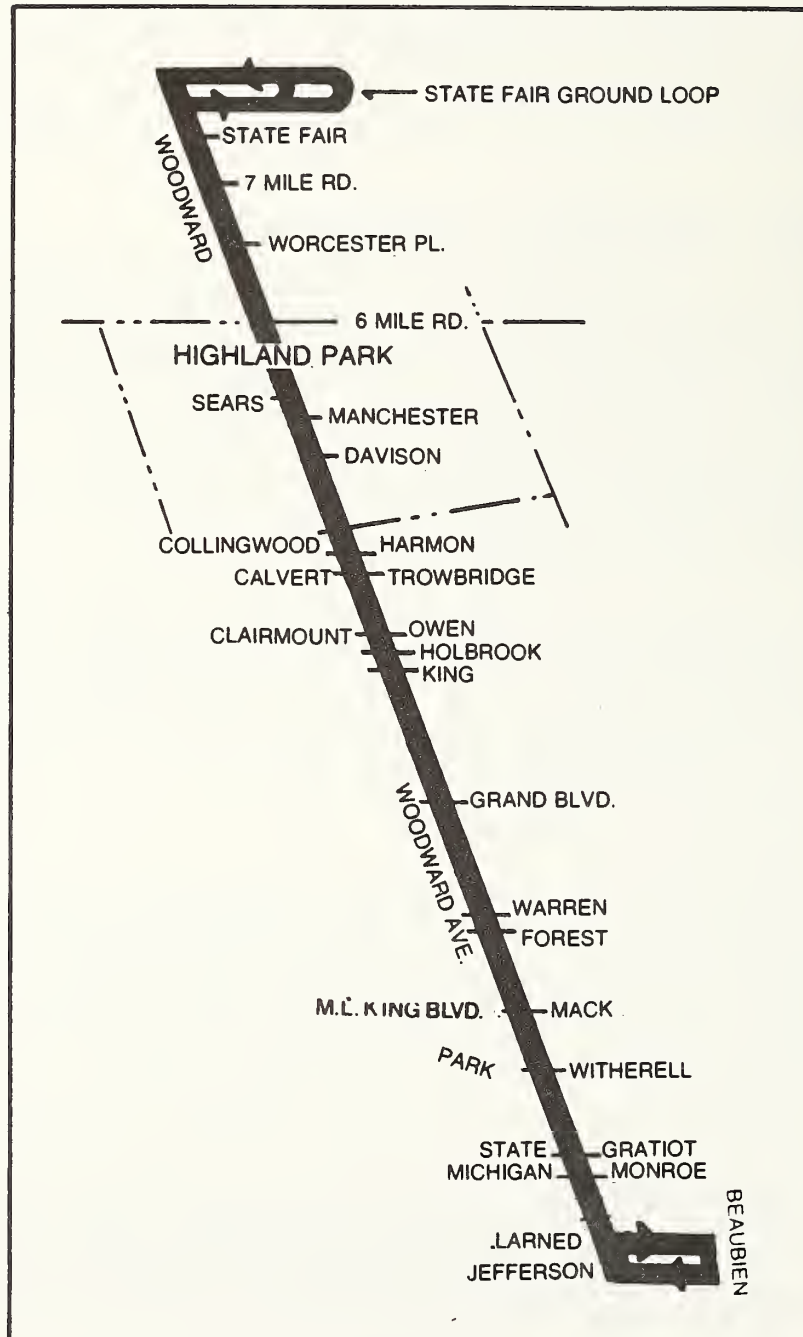 STATE FAIR GROUND LOOP
STATE FAIR
WOODWARD
7 MILE RD.
WORCESTER PL.
6 MILE RD.
HIGHLAND PARK
SEARS
MANCHESTER
DAVISON
COLLINGWOOD
HARMON
CALVERT
TROWBRIDGE
CLAIRMOUNT
OWEN
HOLBROOK
KING
GRAND BLVD.
WOODWARD AVE.
WARREN
FOREST
M.L. KING BLVD.
MACK
PARK
WITHERELL
STATE
GRATIOT
MICHIGAN
MONROE
BEAUBIEN
LARNED
JEFFERSON